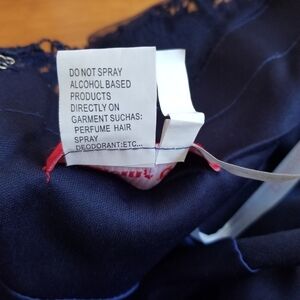 DO NOT SPRAY
ALCOHOL BASED
PRODUCTS
DIRECTLY ON
GARMENT SUCHAS:
PERFUME HAIR
SPRAY
DEODORANT:ETC...